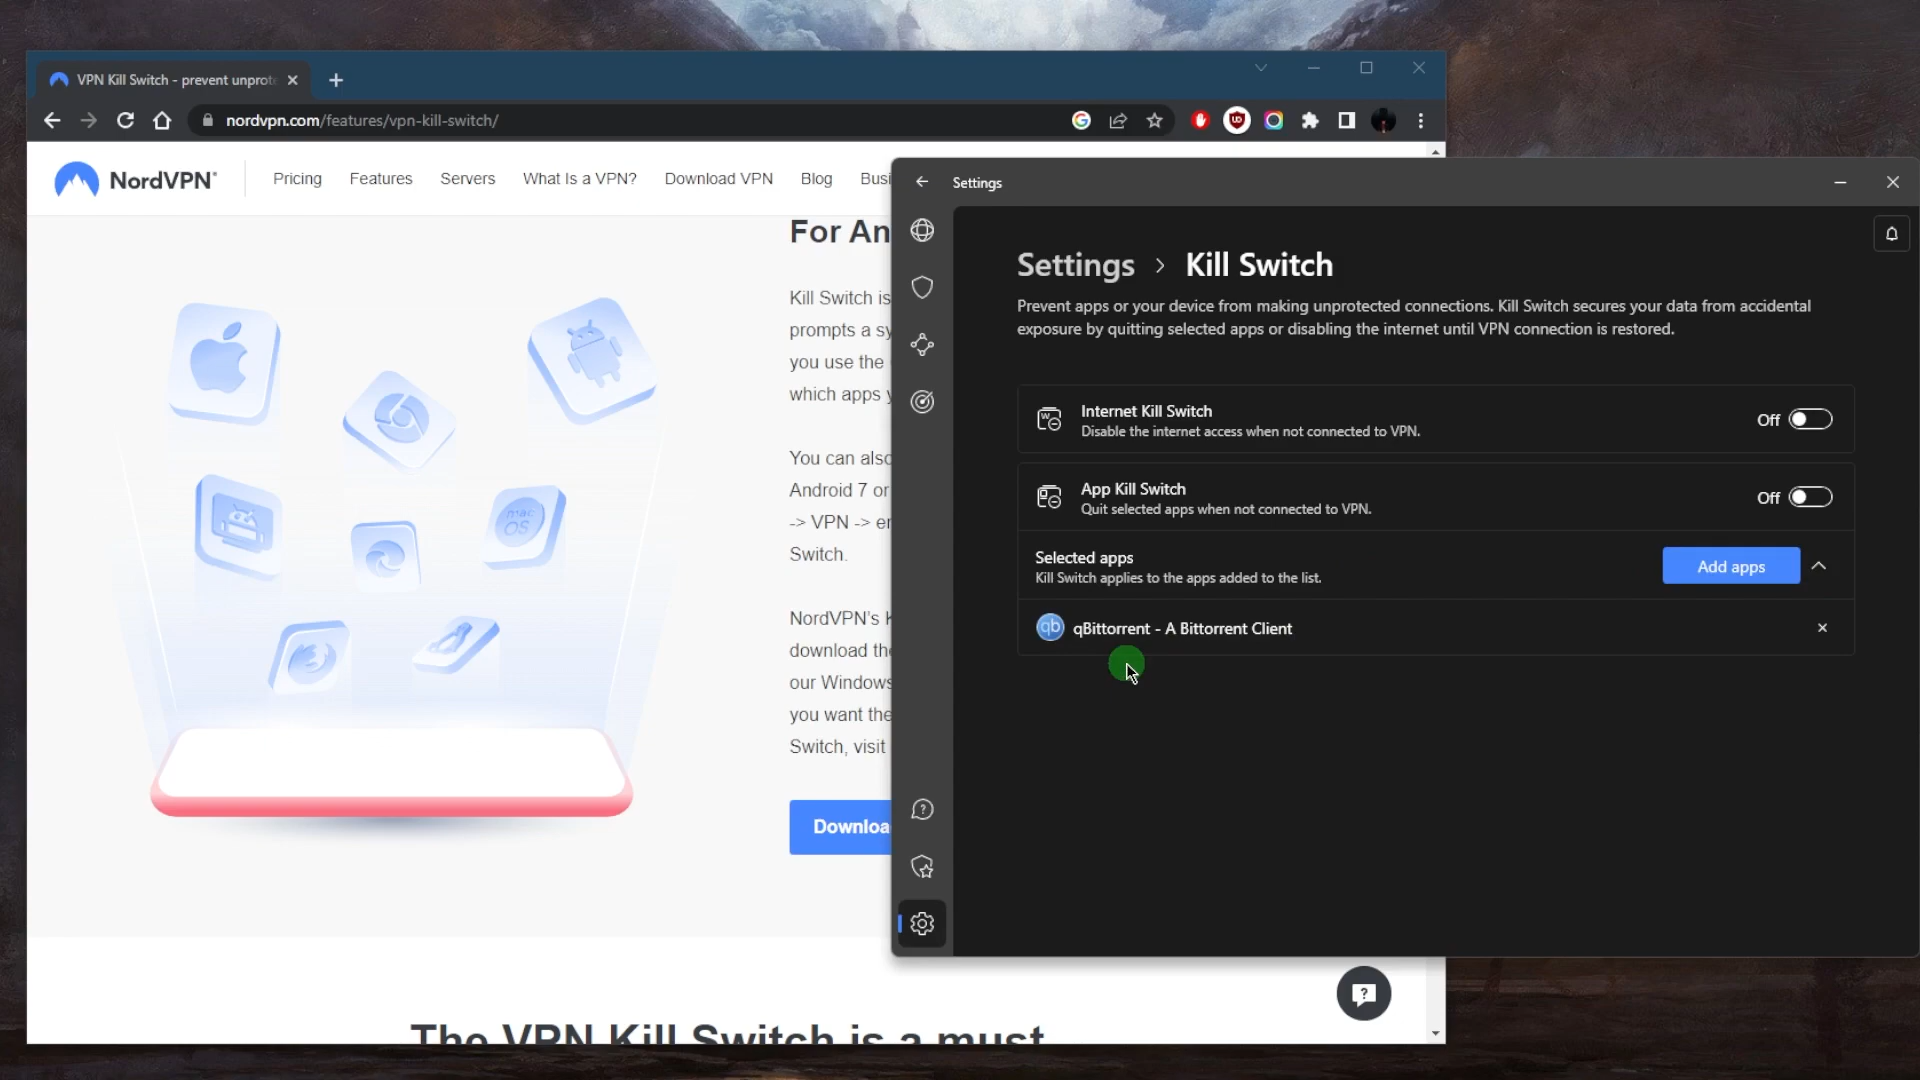 VPN Kill Switch - prevent unprot
nordvpn.com/features/vpn-kill-switch/
NordVPN®
Pricing
Features
Servers
What Is a VPN?
Download VPN
Blog
Busi
For An
Kill Switch is
prompts a sy
you use the
which apps y
You can also
Android 7 or
-> VPN -> en
Switch.
NordVPN's K
download the
our Windows
you want the
Switch, visit
Downloa
mac
OS
The VPN Kill Switch is a must
Settings
Settings > Kill Switch
Prevent apps or your device from making unprotected connections. Kill Switch secures your data from accidental
exposure by quitting selected apps or disabling the internet until VPN connection is restored.
Internet Kill Switch
Disable the internet access when not connected to VPN.
Off
App Kill Switch
Quit selected apps when not connected to VPN.
Off
Selected apps
Kill Switch applies to the apps added to the list.
Add apps
qb
qBittorrent - A Bittorrent Client